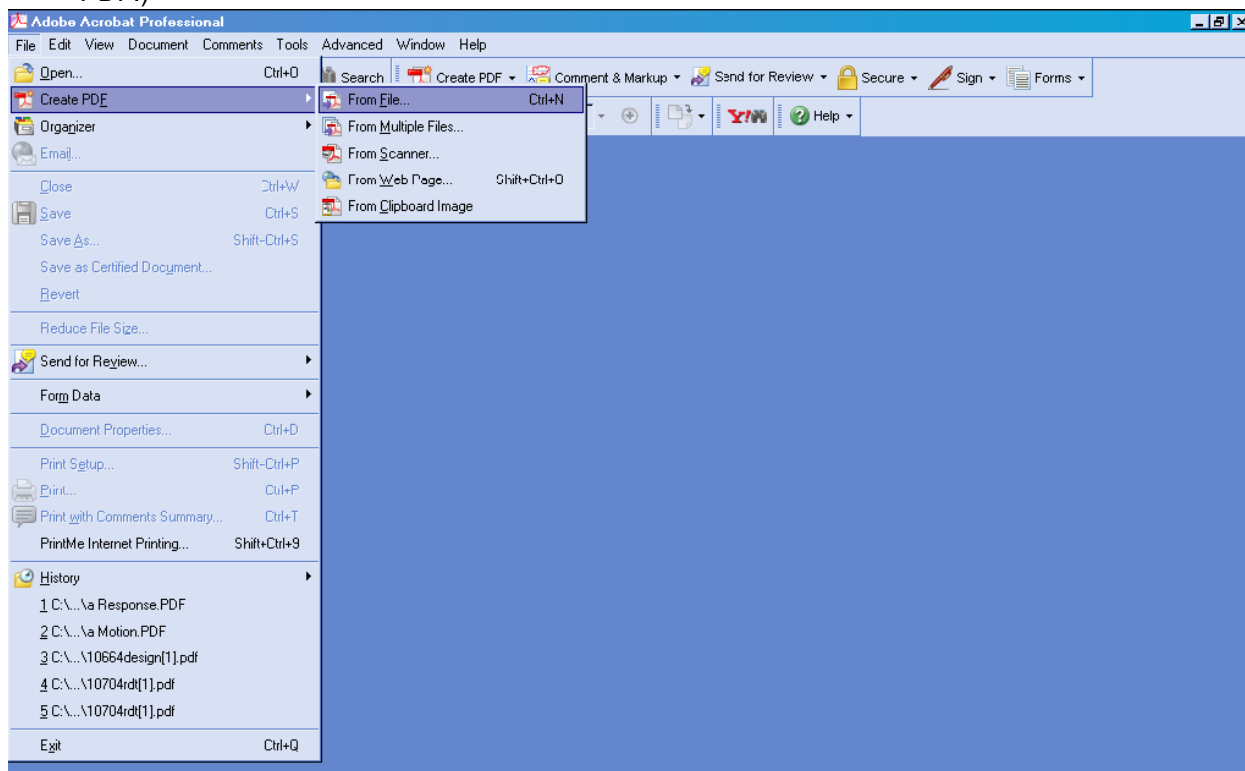 Adobe Acrobat Professional
File Edit View Document Comments Tools Advanced Window Help
Open... Ctrl+O
Search Create PDF Comment & Markup Send for Review Secure Sign Forms
Create PDF
From File... Ctrl+N
Y! Help
Organizer
From Multiple Files...
Email...
From Scanner...
Close Ctrl+W
From Web Page... Shift+Ctrl+O
Save Ctrl+S
From Clipboard Image
Save As... Shift-Ctrl+S
Save as Certified Document...
Revert
Reduce File Size...
Send for Review...
Form Data
Document Properties... Ctrl+D
Print Setup... Shift-Ctrl+P
Print... Ctrl+P
Print with Comments Summary... Ctrl+T
PrintMe Internet Printing... Shift+Ctrl+9
History
1 C:\...\a Response.PDF
2 C:\...\a Motion.PDF
3 C:\...\10664design[1].pdf
4 C:\...\10704rdt[1].pdf
5 C:\...\10704rdt[1].pdf
Exit Ctrl+Q